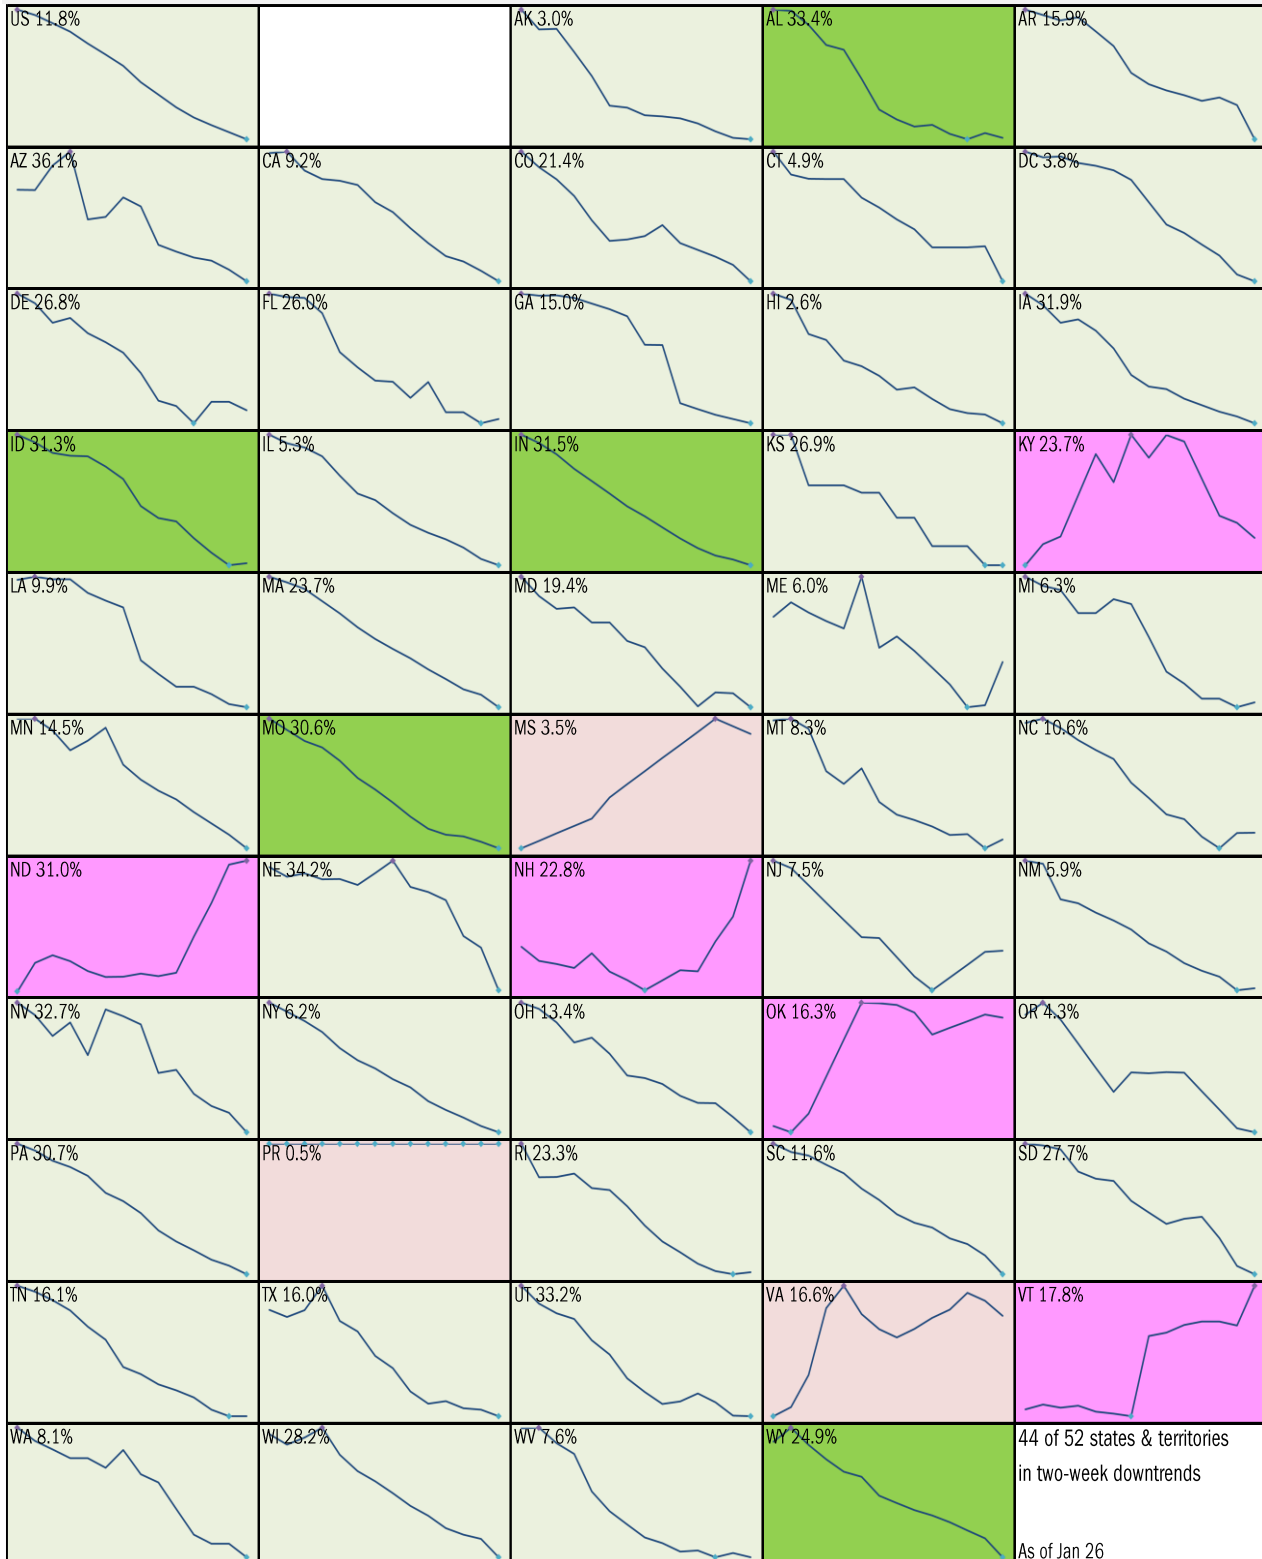 US 11.8%
AK 3.0%
AL 33.4%
AR 15.9%
AZ 36.1%
CA 9.2%
CO 21.4%
CT 4.9%
DC 3.8%
DE 26.8%
FL 26.0%
GA 15.0%
HI 2.6%
IA 31.9%
ID 31.3%
IL 5.3%
IN 31.5%
KS 26.9%
KY 23.7%
LA 9.9%
MA 23.7%
MD 19.4%
ME 6.0%
MI 6.3%
MN 14.5%
MO 30.6%
MS 3.5%
MT 8.3%
NC 10.6%
ND 31.0%
NE 34.2%
NH 22.8%
NJ 7.5%
NM 5.9%
NV 32.7%
NY 6.2%
OH 13.4%
OK 16.3%
OR 4.3%
PA 30.7%
PR 0.5%
RI 23.3%
SC 11.6%
SD 27.7%
TN 16.1%
TX 16.0%
UT 33.2%
VA 16.6%
VT 17.8%
WA 8.1%
WI 28.2%
WV 7.6%
WY 24.9%
44 of 52 states & territories
in two-week downtrends
As of Jan 26